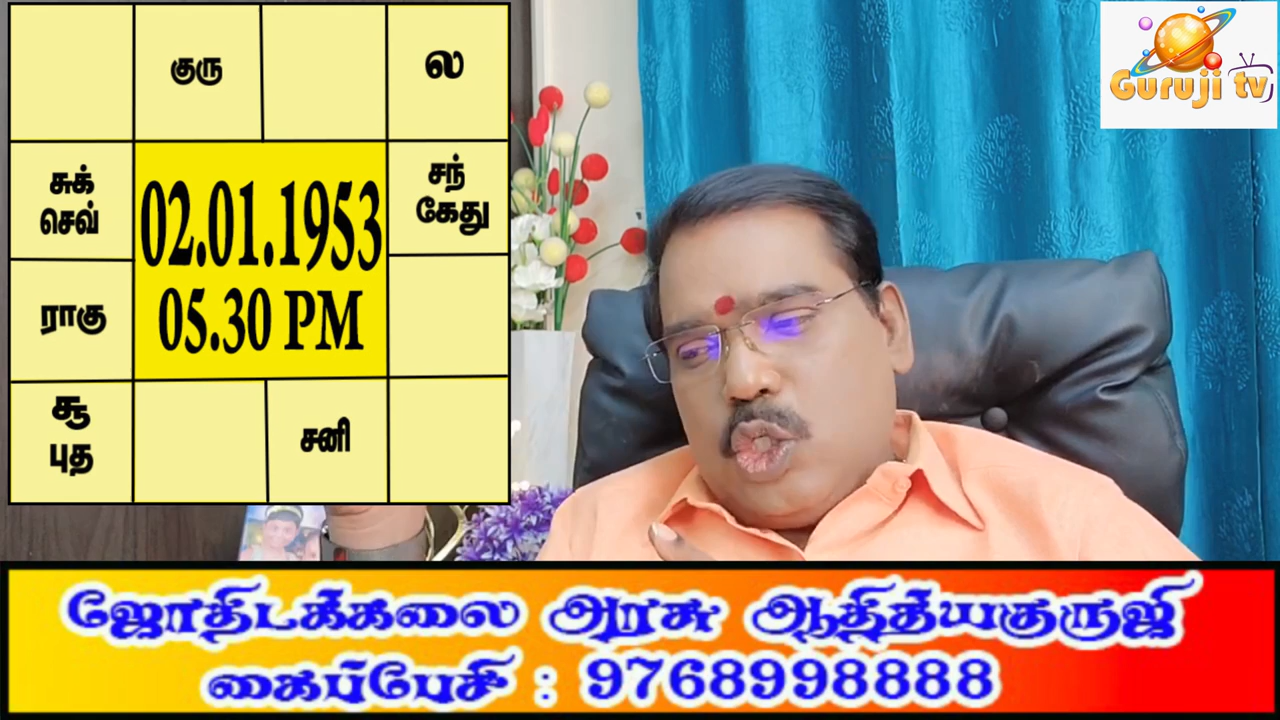 குரு
ல
Guruji tv
சுக்
செவ்
சந்
கேது
02.01.1953
05.30 PM
ராகு
சூ
புத
சனி
ஜோதிடக்கலை அரசு ஆதித்யகுருஜி
கைப்பேசி : 9768998888